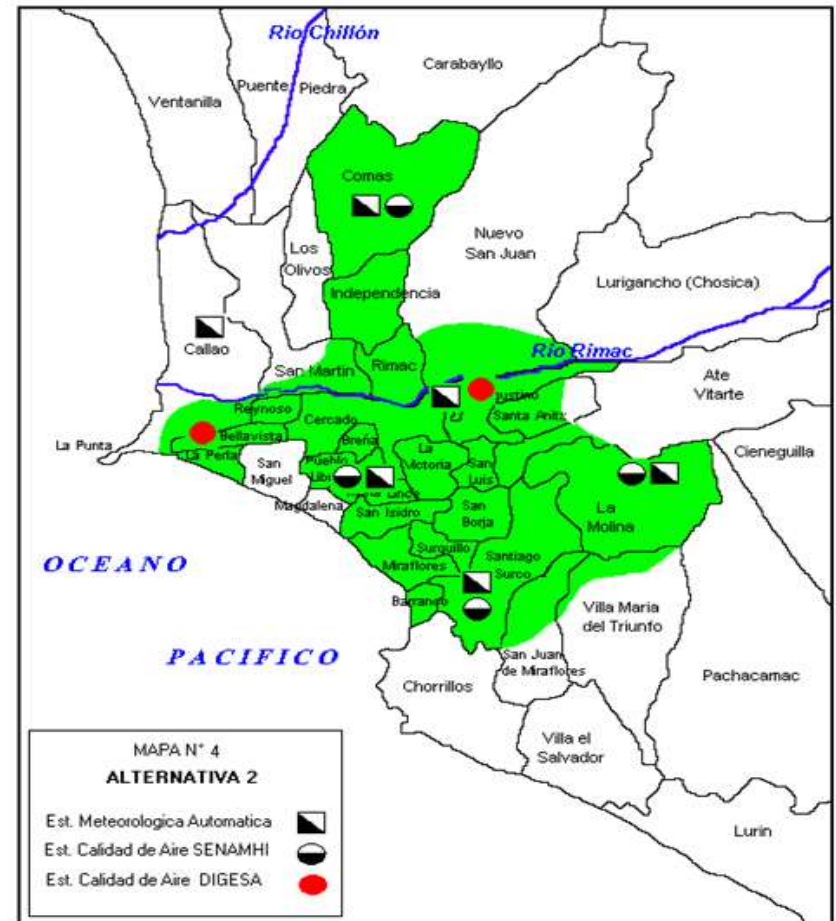 Rio Chillón
Carabayllo
Puente
Piedra
Ventanilla
Comas
Los
Olivos
Nuevo
San Juan
Independencia
Lurigancho (Chosica)
Callao
San Martin
Rimac
Rio Rimac
Ate
Vitarte
Santa Anita
Reynoso
Cercado
La Punta
Bellavista
Breña
La Perla
San
Miguel
Pueblo
La
Victoria
San
Luis
Cieneguilla
Magdalena
San Isidro
San
Borja
La
Molina
OCEANO
Surquillo
Miraflores
Santiago
Surco
Barranco
Villa Maria
del Triunfo
PACIFICO
San Juan
de Miraflores
Chorrillos
Pachacamac
Villa el
Salvador
Lurin
MAPA N° 4
ALTERNATIVA 2
Est. Meteorologica Automatica
Est. Calidad de Aire SENAMHI
Est. Calidad de Aire DIGESA